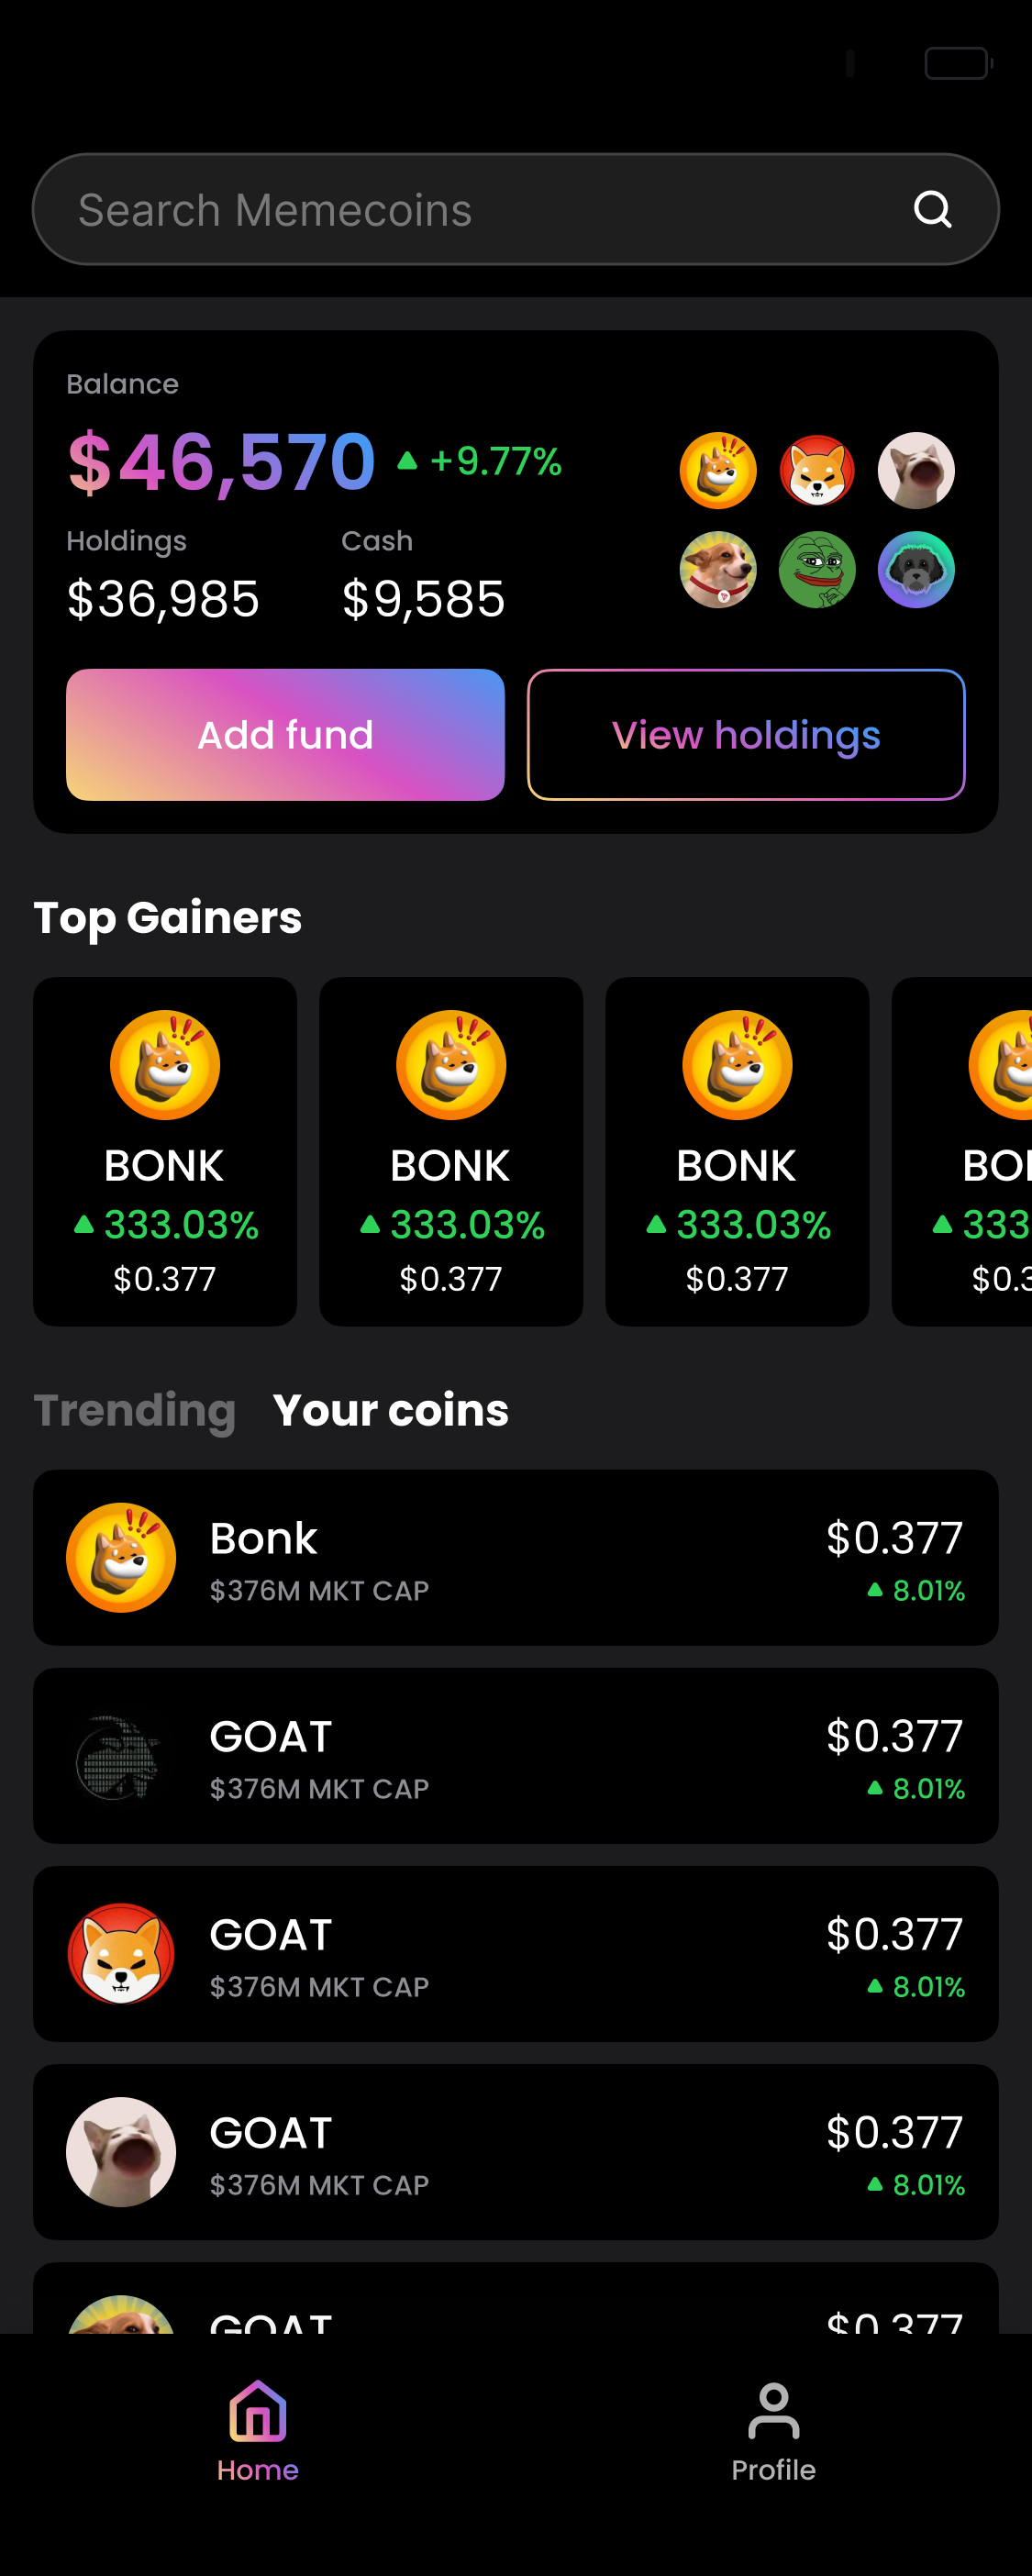 Search Memecoins
Balance
$46,570 +9.77%
Holdings Cash
$36,985 $9,585
Add fund View holdings
Top Gainers
BONK BONK BONK BON
333.03% 333.03% 333.03% 333
$0.377 $0.377 $0.377 $0.3
Trending Your coins
Bonk $0.377
$376M MKT CAP 8.01%
GOAT $0.377
$376M MKT CAP 8.01%
GOAT $0.377
$376M MKT CAP 8.01%
GOAT $0.377
$376M MKT CAP 8.01%
GOAT $0.377
Home Profile